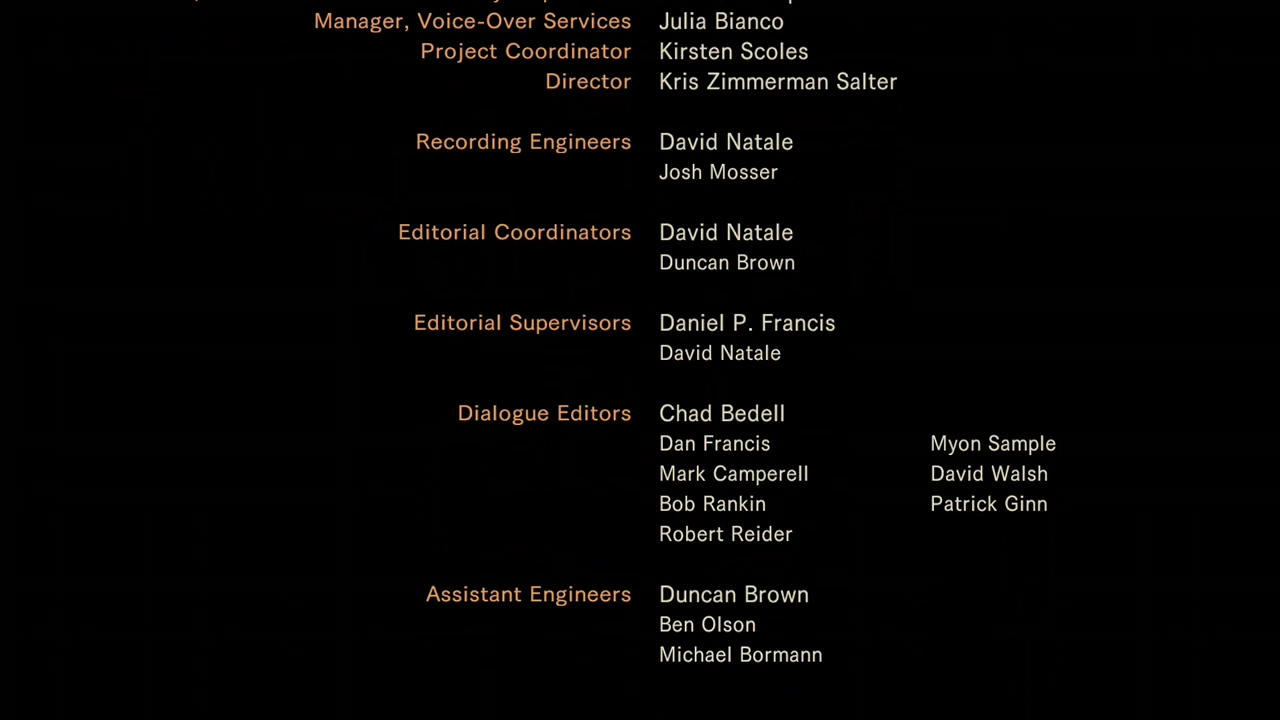 Manager, Voice-Over Services Julia Bianco
Project Coordinator Kirsten Scoles
Director Kris Zimmerman Salter
Recording Engineers David Natale
Josh Mosser
Editorial Coordinators David Natale
Duncan Brown
Editorial Supervisors Daniel P. Francis
David Natale
Dialogue Editors Chad Bedell
Dan Francis Myon Sample
Mark Camperell David Walsh
Bob Rankin Patrick Ginn
Robert Reider
Assistant Engineers Duncan Brown
Ben Olson
Michael Bormann